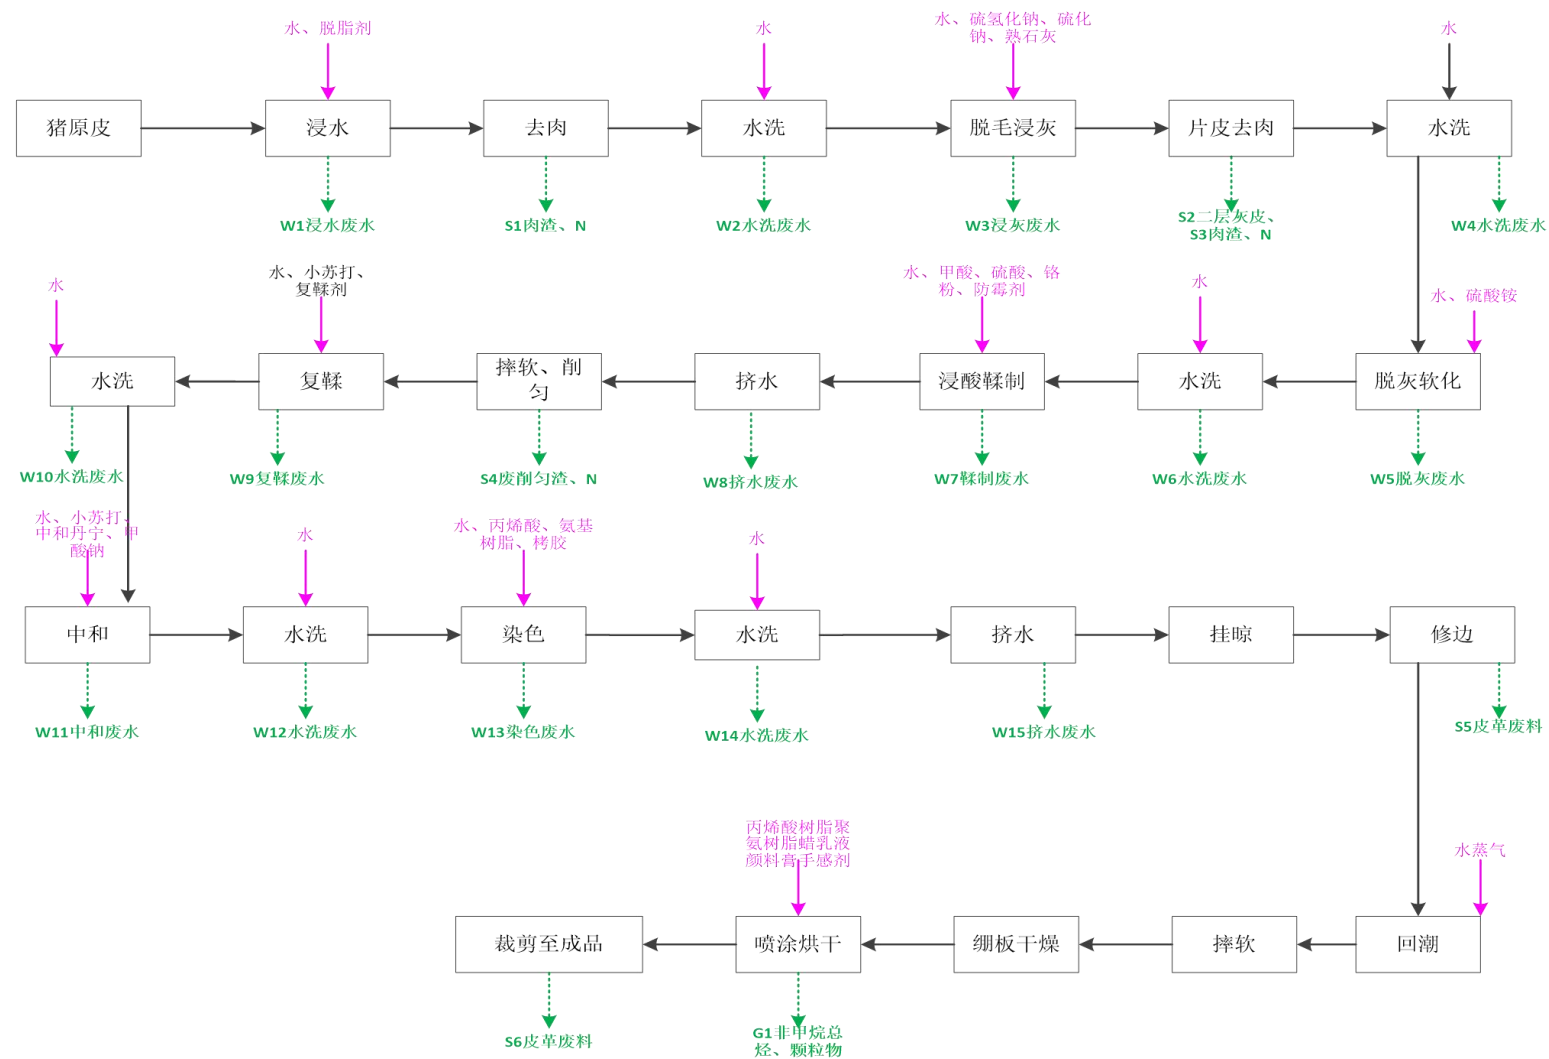 水、脱脂剂
水
水、硫氢化钠、硫化
钠、熟石灰
水
猪原皮
浸水
去肉
水洗
脱毛浸灰
片皮去肉
水洗
W1浸水废水
S1肉渣、N
W2水洗废水
W3浸灰废水
S2二层灰皮、
S3肉渣、N
W4水洗废水
水
水、小苏打、
复鞣剂
水、甲酸、硫酸、铬
粉、防霉剂
水
水、硫酸铵
水洗
复鞣
摔软、削
匀
挤水
浸酸鞣制
水洗
脱灰软化
W10水洗废水
W9复鞣废水
S4废削匀渣、N
W8挤水废水
W7鞣制废水
W6水洗废水
W5脱灰废水
水、小苏打、
中和丹宁、甲
酸钠
水
水、丙烯酸、氨基
树脂、栲胶
水
中和
水洗
染色
水洗
挤水
挂晾
修边
W11中和废水
W12水洗废水
W13染色废水
W14水洗废水
W15挤水废水
S5皮革废料
丙烯酸树脂聚
氨树脂蜡乳液
颜料膏手感剂
水蒸气
裁剪至成品
喷涂烘干
绷板干燥
摔软
回潮
S6皮革废料
G1非甲烷总
烃、颗粒物